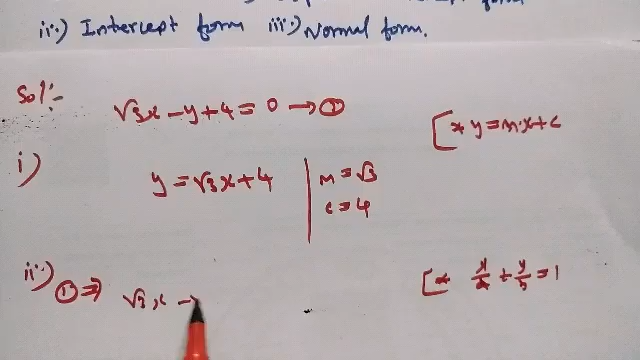 form
ii.) Intercept form iii.) Normal form.
Sol:-
√3x - y + 4 = 0 → ①
[* y = m·x + c
i)
y = √3x + 4 | m = √3
c = 4
ii.)
① ⇒ √3x -
[* x/a + y/b = 1